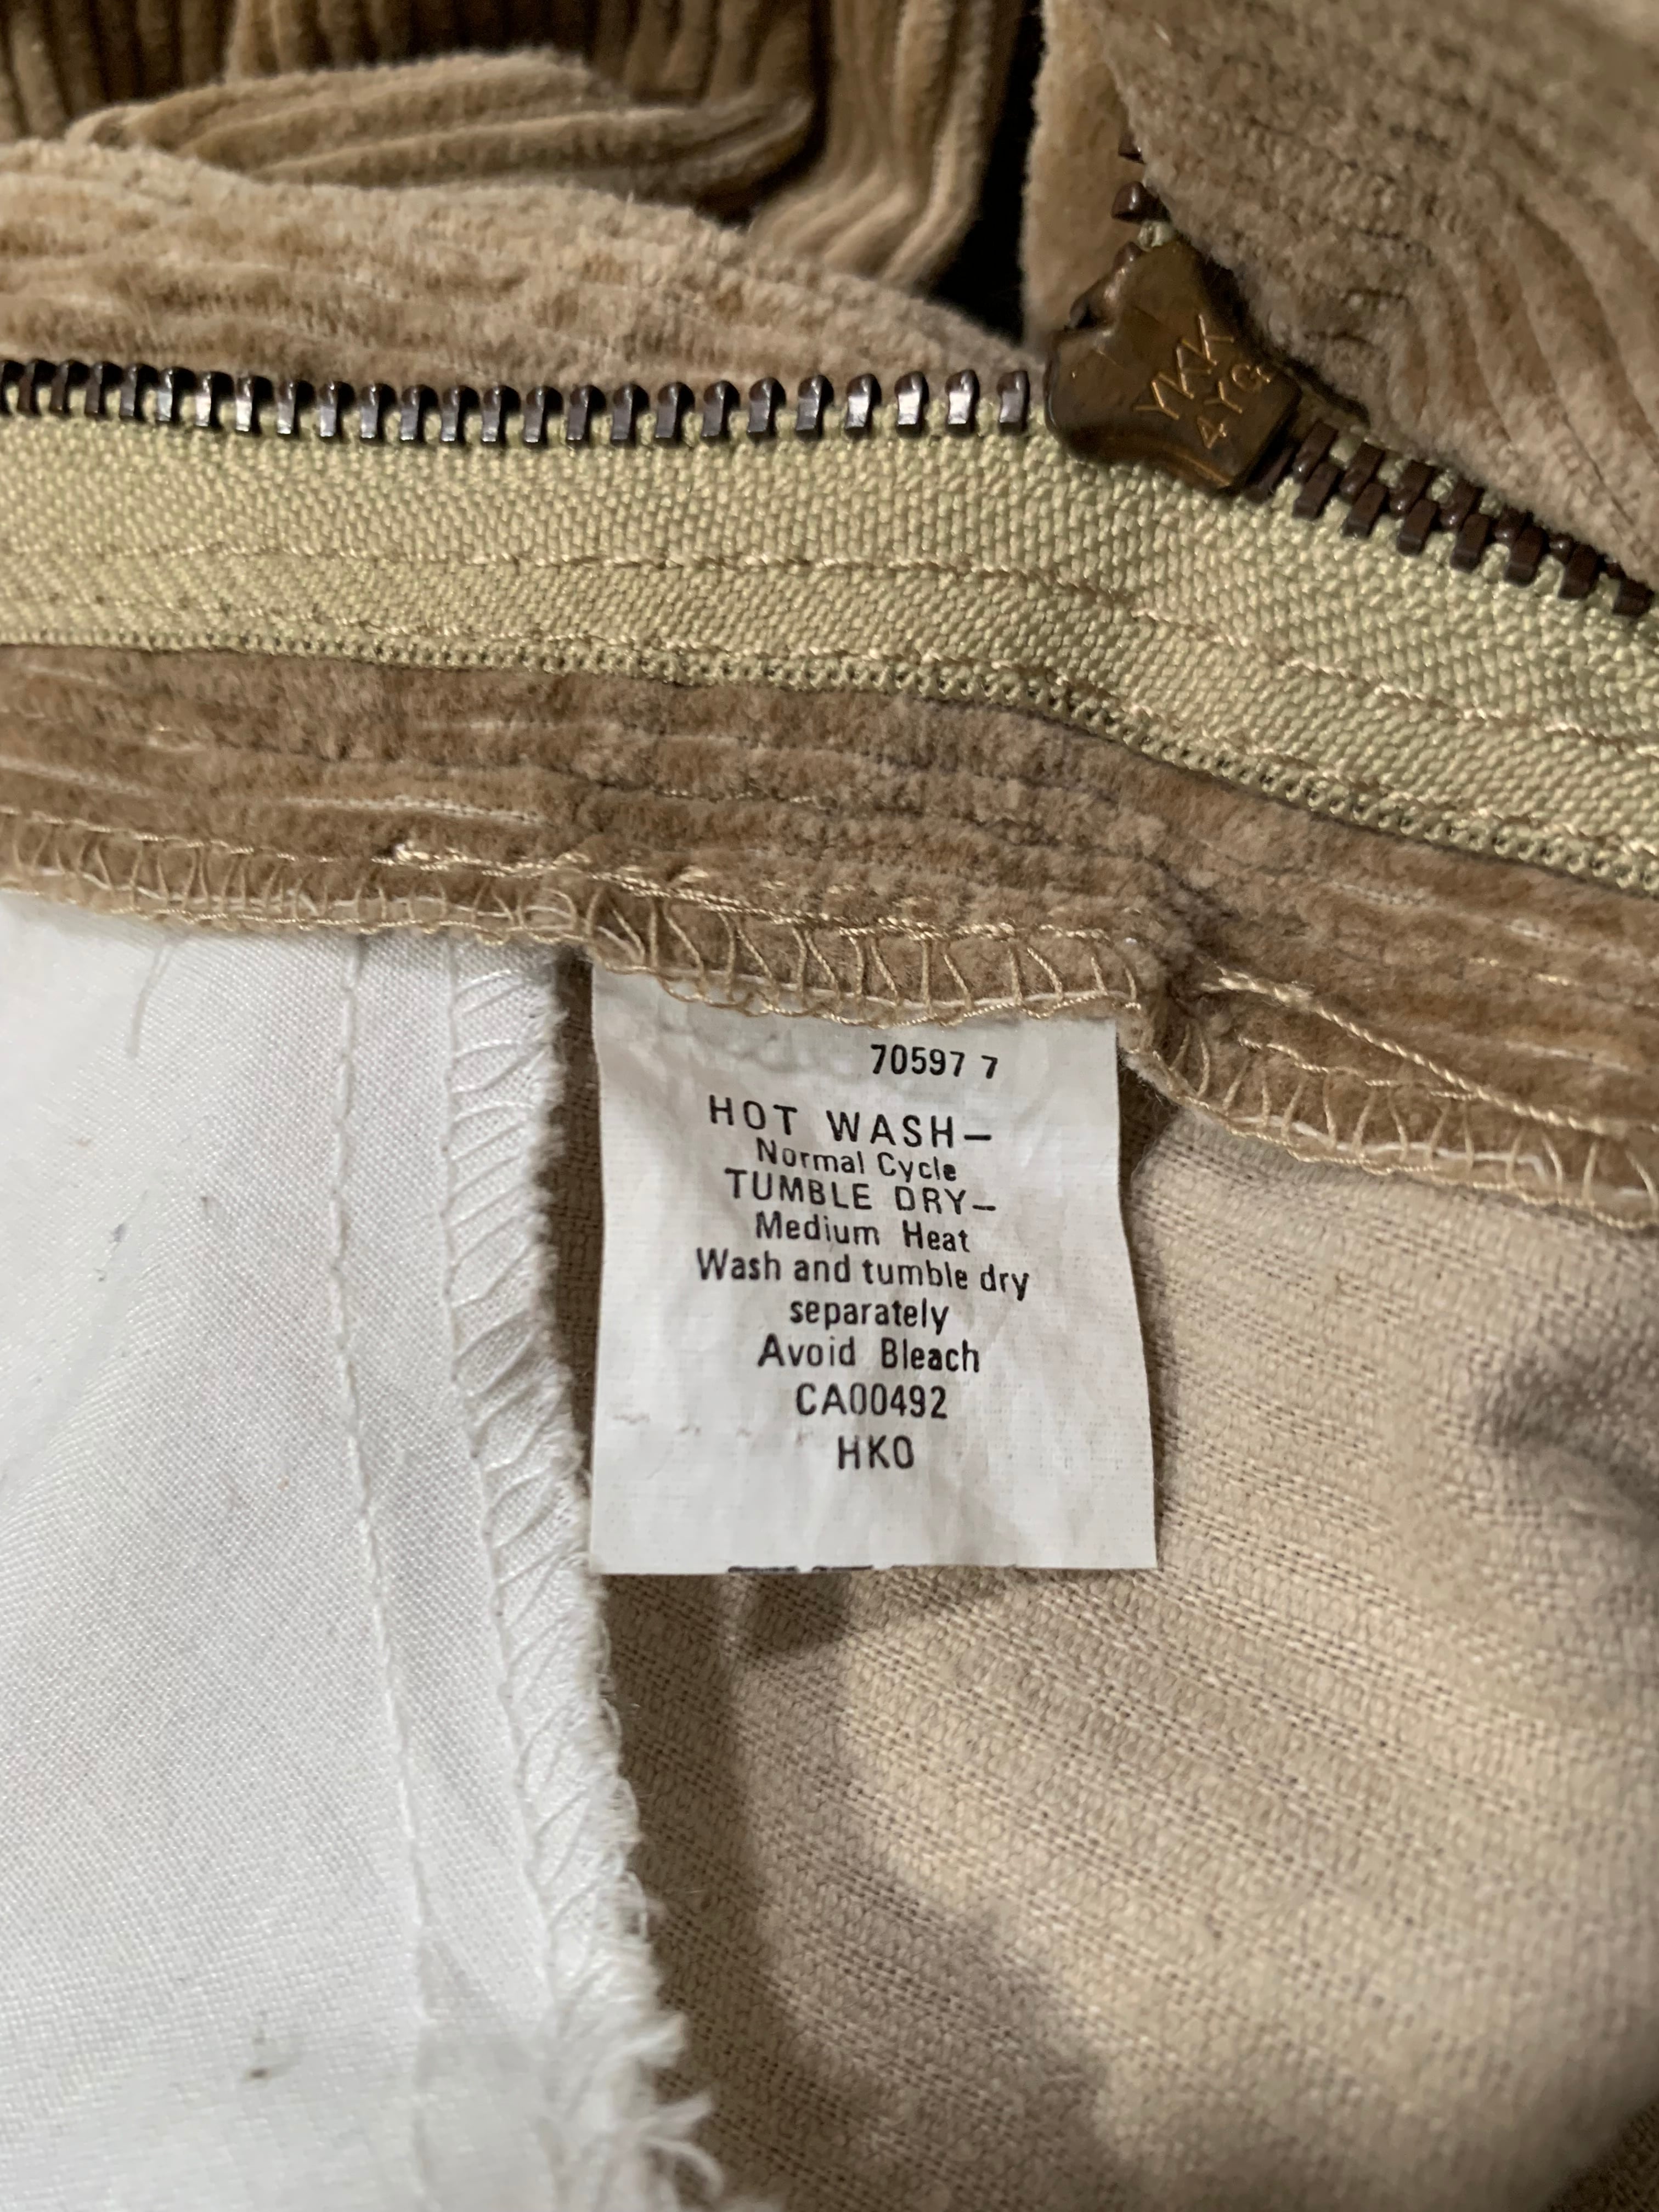 YKK
4YG
70597 7
HOT WASH—
Normal Cycle
TUMBLE DRY—
Medium Heat
Wash and tumble dry
separately
Avoid Bleach
CA00492
HKO